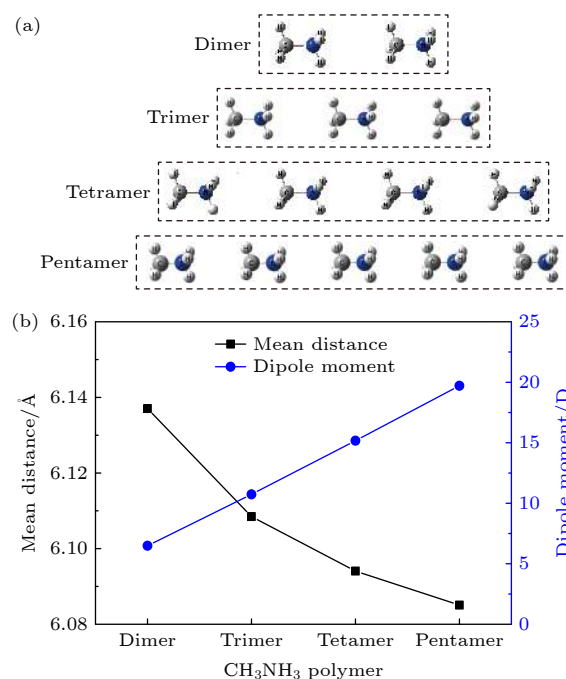 (a)
Dimer
Trimer
Tetramer
Pentamer
(b)
6.16
6.14
6.12
6.10
6.08
Mean distance/Å
Mean distance
Dipole moment
25
20
15
10
5
0
Dipole moment/D
Dimer
Trimer
Tetamer
Pentamer
CH3NH3 polymer